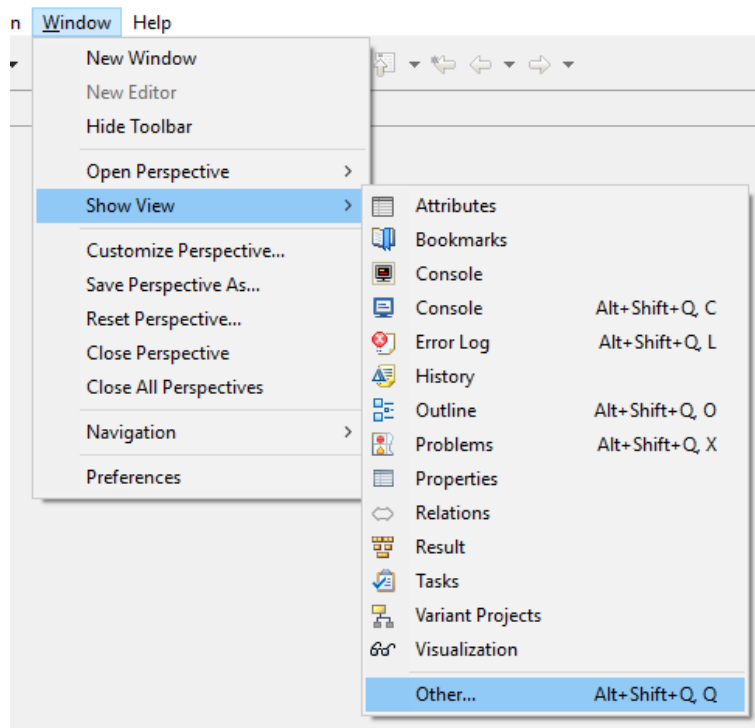 n Window Help
New Window
New Editor
Hide Toolbar
Open Perspective
Show View
Customize Perspective...
Save Perspective As...
Reset Perspective...
Close Perspective
Close All Perspectives
Navigation
Preferences
Attributes
Bookmarks
Console
Console Alt+Shift+Q, C
Error Log Alt+Shift+Q, L
History
Outline Alt+Shift+Q, O
Problems Alt+Shift+Q, X
Properties
Relations
Result
Tasks
Variant Projects
Visualization
Other... Alt+Shift+Q, Q